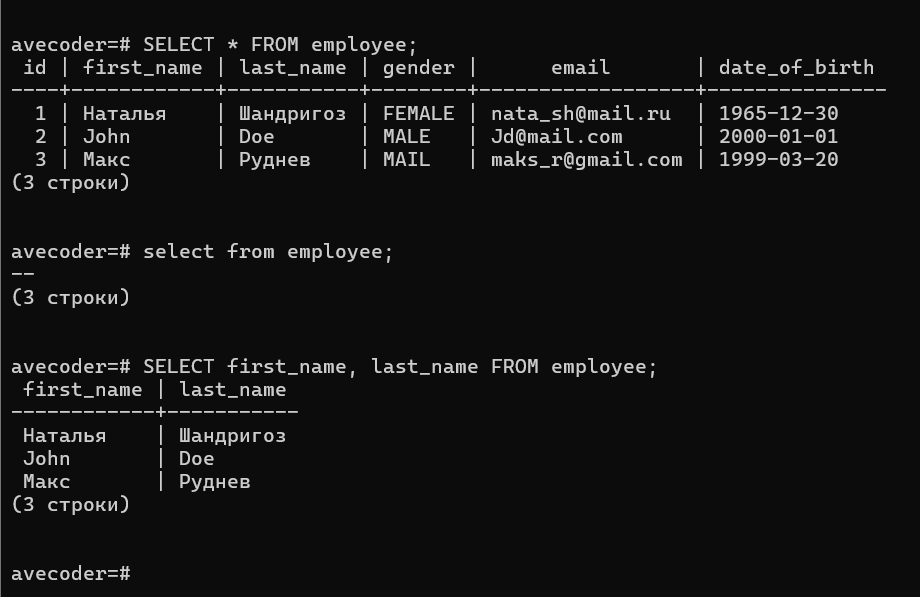 avecoder=# SELECT * FROM employee;
 id | first_name | last_name | gender |      email       | date_of_birth
----+------------+-----------+--------+------------------+---------------
  1 | Наталья    | Шандригоз | FEMALE | nata_sh@mail.ru  | 1965-12-30
  2 | John       | Doe       | MALE   | Jd@mail.com      | 2000-01-01
  3 | Макс       | Руднев    | MAIL   | maks_r@gmail.com | 1999-03-20
(3 строки)
avecoder=# select from employee;
--
(3 строки)
avecoder=# SELECT first_name, last_name FROM employee;
 first_name | last_name
------------+-----------
 Наталья    | Шандригоз
 John       | Doe
 Макс       | Руднев
(3 строки)
avecoder=#